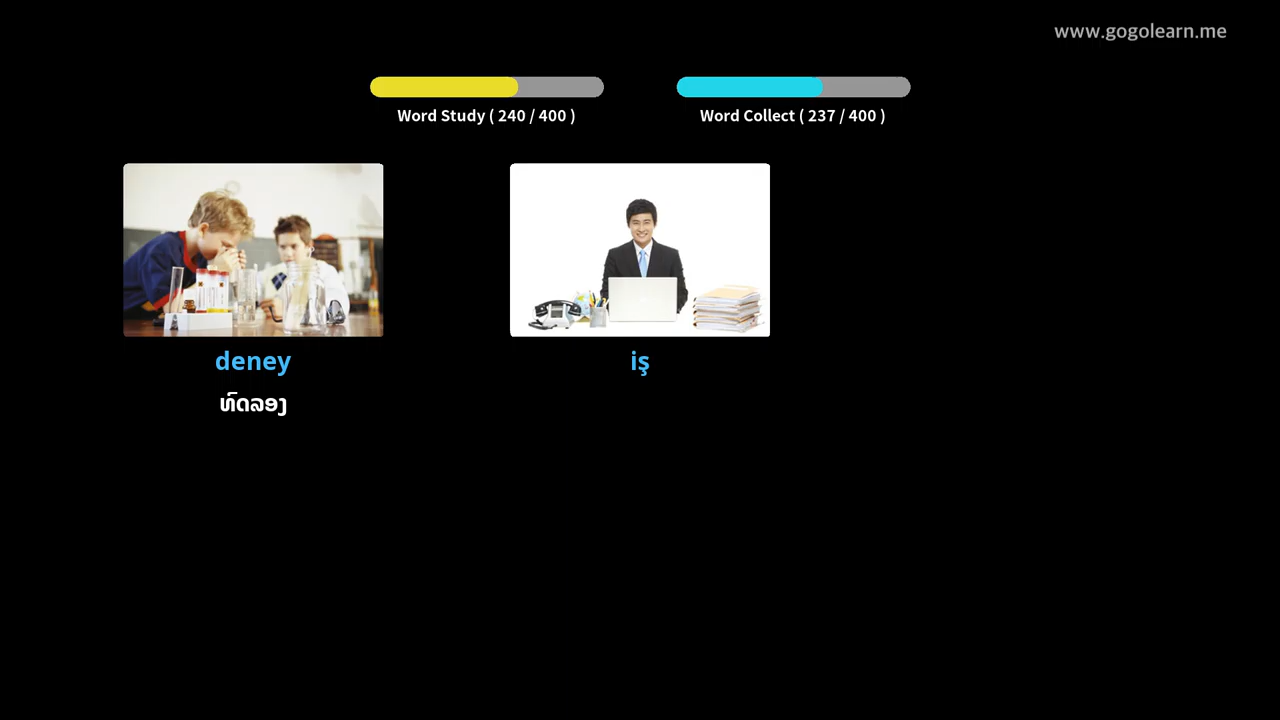 www.gogolearn.me
Word Study ( 240 / 400 )
Word Collect ( 237 / 400 )
deney
iş
ທົດລອງ